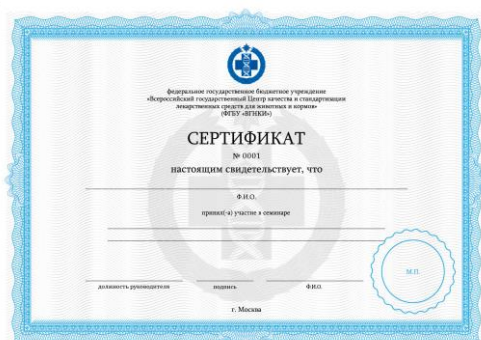 федеральное государственное бюджетное учреждение
«Всероссийский государственный Центр качества и стандартизации
лекарственных средств для животных и кормов»
(ФГБУ «ВГНКИ»)
СЕРТИФИКАТ
№ 0001
настоящим свидетельствует, что
Ф.И.О.
принял(-а) участие в семинаре
М.П.
должность руководителя подпись Ф.И.О.
г. Москва